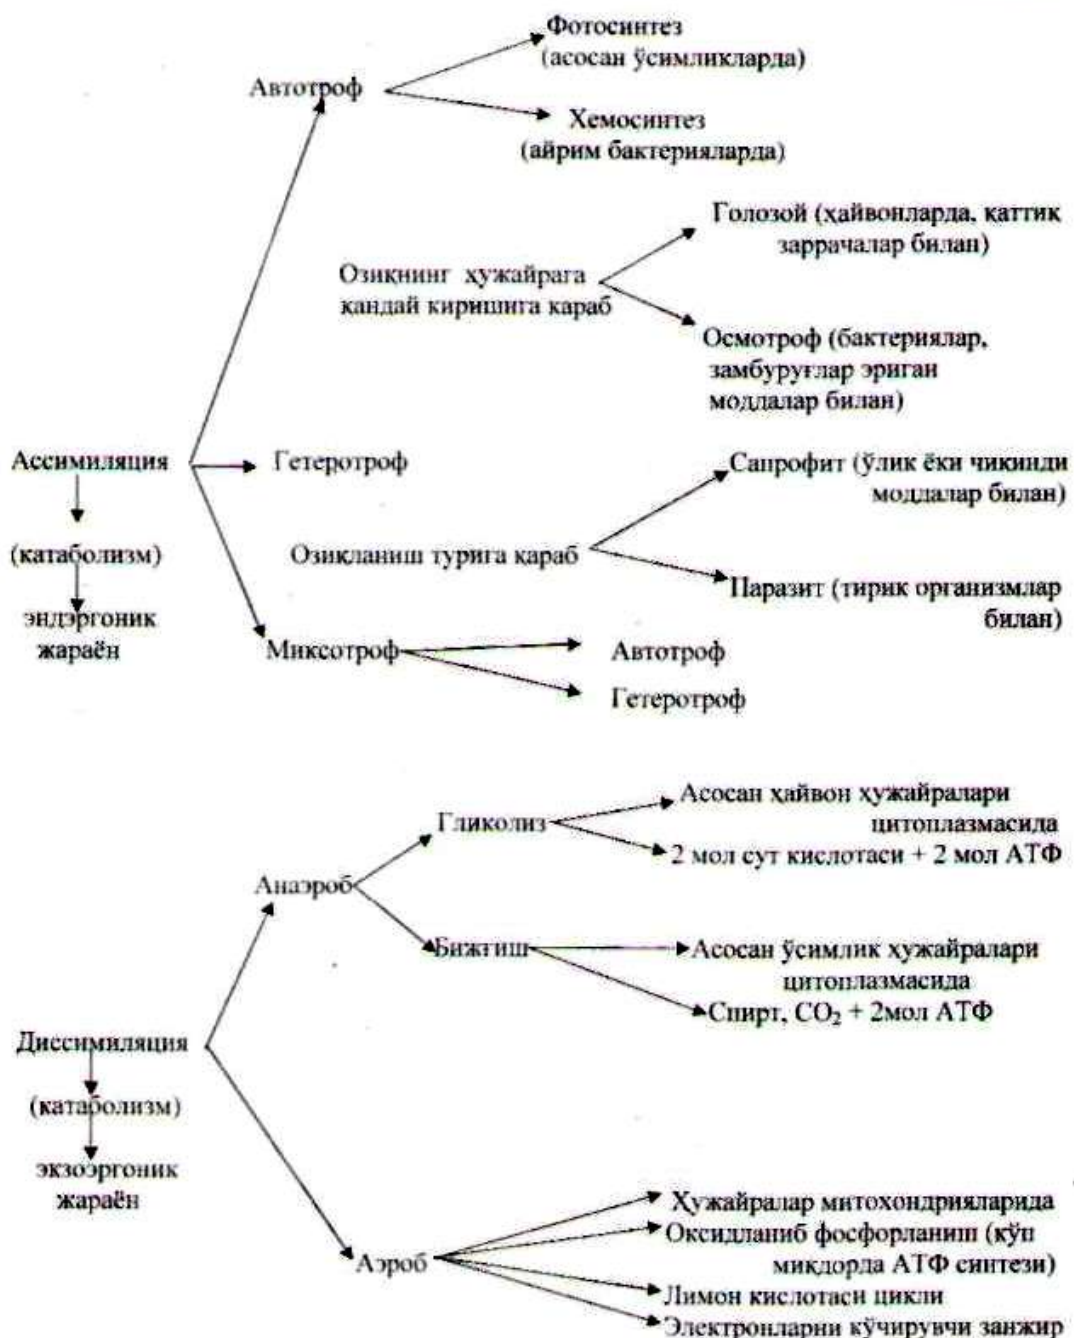 Фотосинтез
(асосан ўсимликларда)
Автотроф
Хемосинтез
(айрим бактерияларда)
Голозой (ҳайвонларда, қаттиқ
заррачалар билан)
Озиқнинг ҳужайрага
қандай киришига қараб
Осмотроф (бактериялар,
замбуруғлар эриган
моддалар билан)
Ассимиляция
Гетеротроф
Сапрофит (ўлик ёки чикинди
моддалар билан)
(катаболизм)
Озиқланиш турига қараб
Паразит (тирик организмлар
билан)
эндэргоник
жараён
Миксотроф
Автотроф
Гетеротроф
Асосан ҳайвон ҳужайралари
цитоплазмасида
Гликолиз
2 мол сут кислотаси + 2 мол АТФ
Анаэроб
Бижғиш
Асосан ўсимлик ҳужайралари
цитоплазмасида
Спирт, CO₂ + 2мол АТФ
Диссимиляция
(катаболизм)
экзоэргоник
жараён
Ҳужайралар митохондрияларида
Оксидланиб фосфорланиш (кўп
миқдорда АТФ синтези)
Аэроб
Лимон кислотаси цикли
Электронларни кўчирувчи занжир